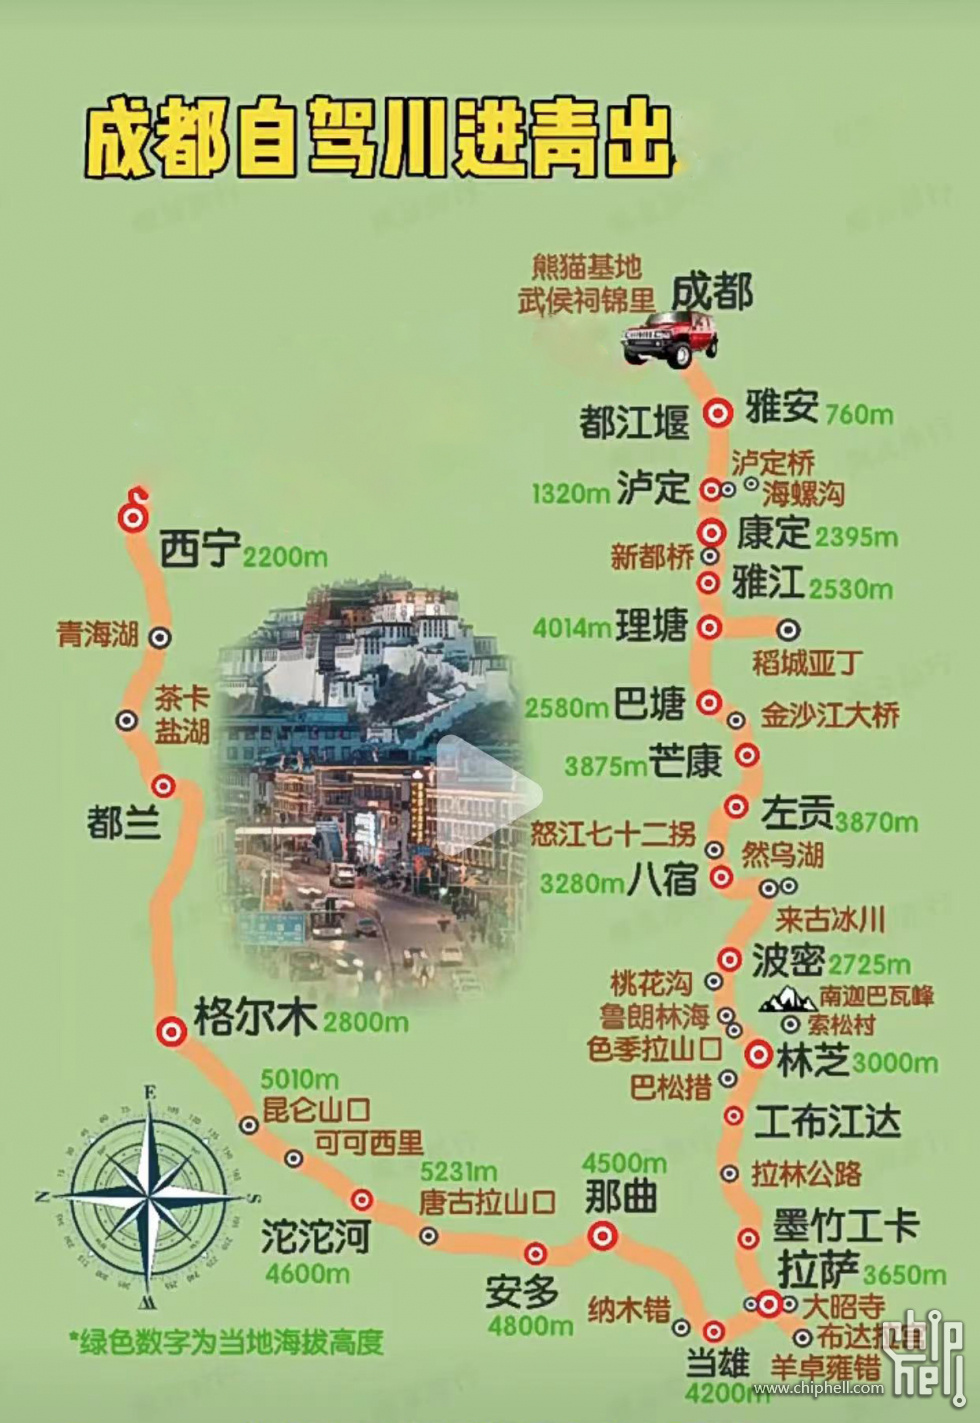 成都自驾川进青出
熊猫基地
武侯祠锦里
成都
都江堰
雅安 760m
泸定桥
1320m 泸定
海螺沟
康定 2395m
新都桥
雅江 2530m
4014m 理塘
稻城亚丁
2580m 巴塘
金沙江大桥
3875m 芒康
左贡 3870m
怒江七十二拐
然乌湖
3280m 八宿
来古冰川
波密 2725m
桃花沟
南迦巴瓦峰
鲁朗林海
索松村
色季拉山口
林芝 3000m
巴松措
工布江达
拉林公路
墨竹工卡
拉萨 3650m
大昭寺
布达拉宫
羊卓雍错
当雄
4200m
纳木错
4500m
那曲
安多
4800m
5231m
唐古拉山口
沱沱河
4600m
可可西里
5010m
昆仑山口
格尔木 2800m
都兰
茶卡
盐湖
青海湖
西宁 2200m
E
N
S
W
*绿色数字为当地海拔高度
chip
hell
www.chiphell.com